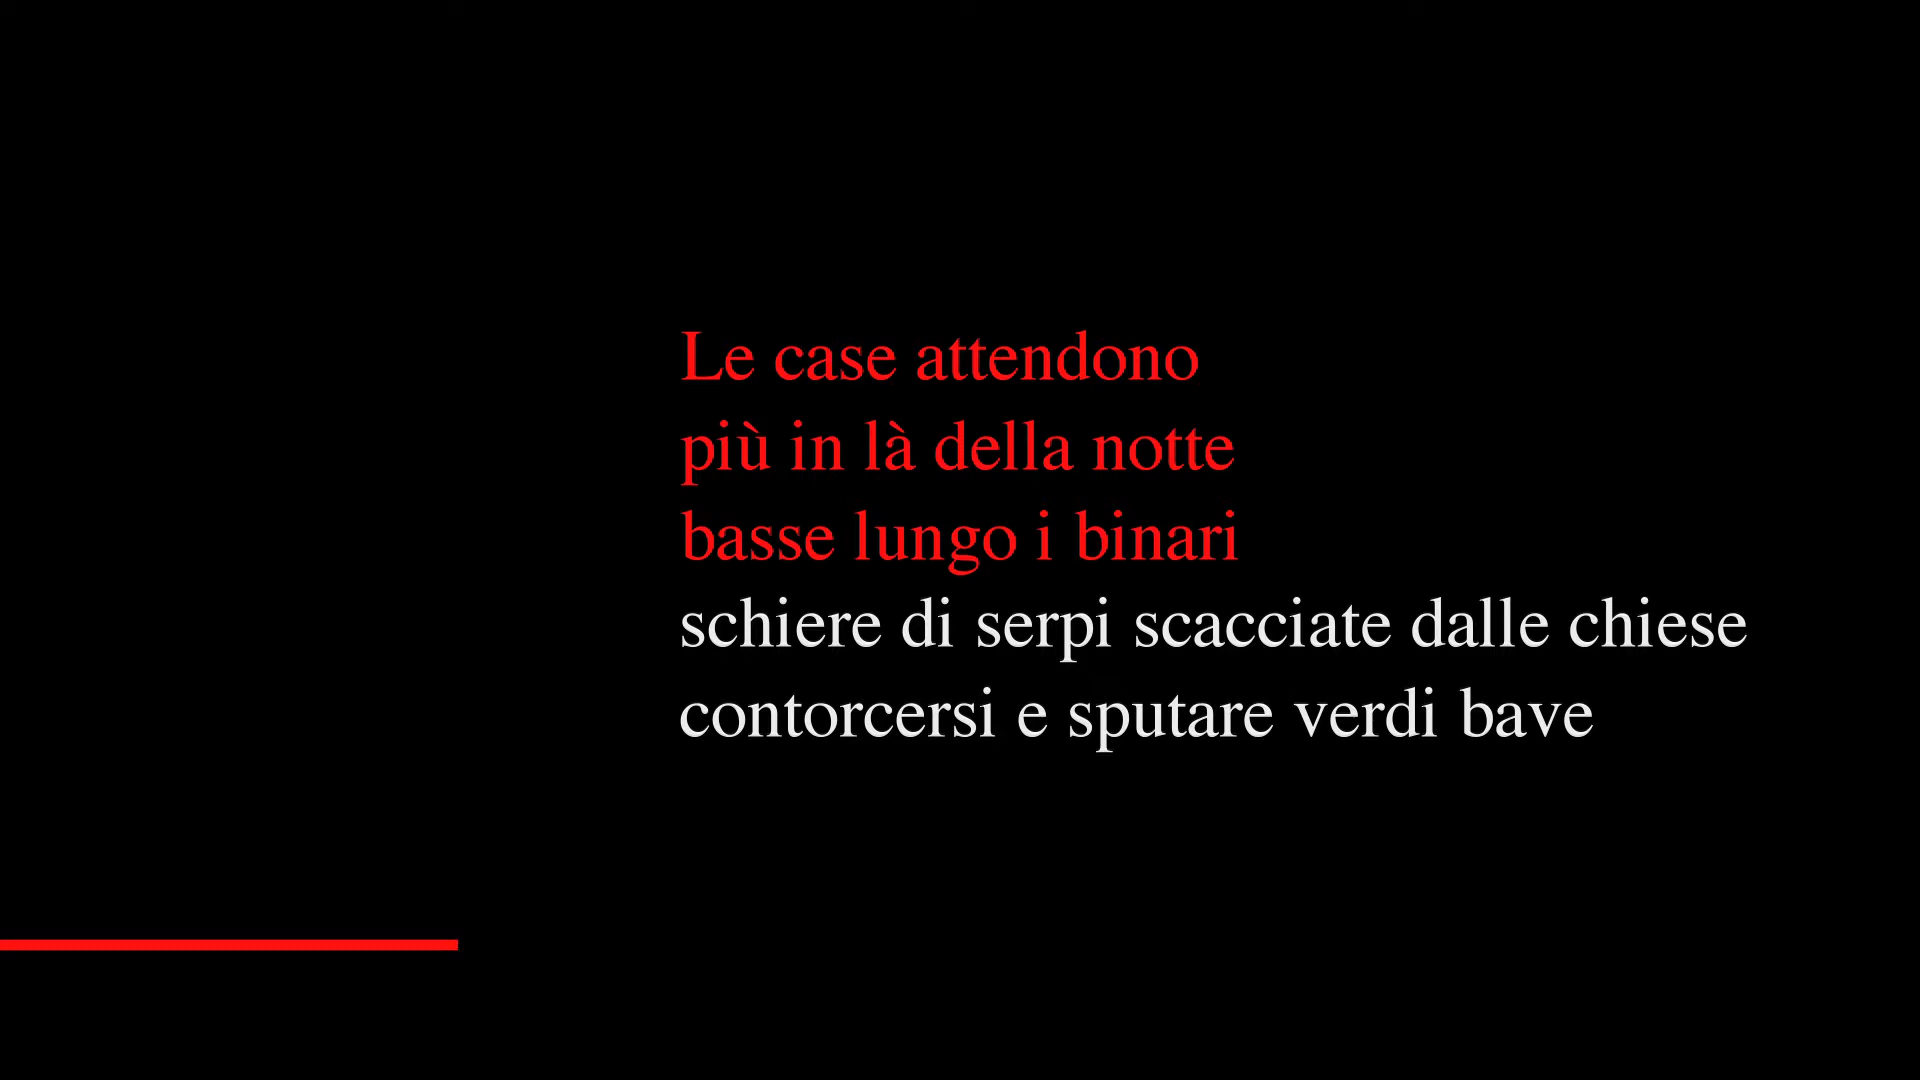 Le case attendono
più in là della notte
basse lungo i binari
schiere di serpi scacciate dalle chiese
contorcersi e sputare verdi bave